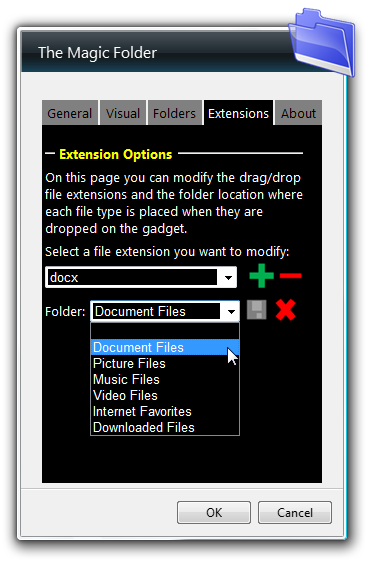 The Magic Folder
General Visual Folders Extensions About
Extension Options
On this page you can modify the drag/drop
file extensions and the folder location where
each file type is placed when they are
dropped on the gadget.
Select a file extension you want to modify:
docx
Folder: Document Files
Document Files
Picture Files
Music Files
Video Files
Internet Favorites
Downloaded Files
OK Cancel